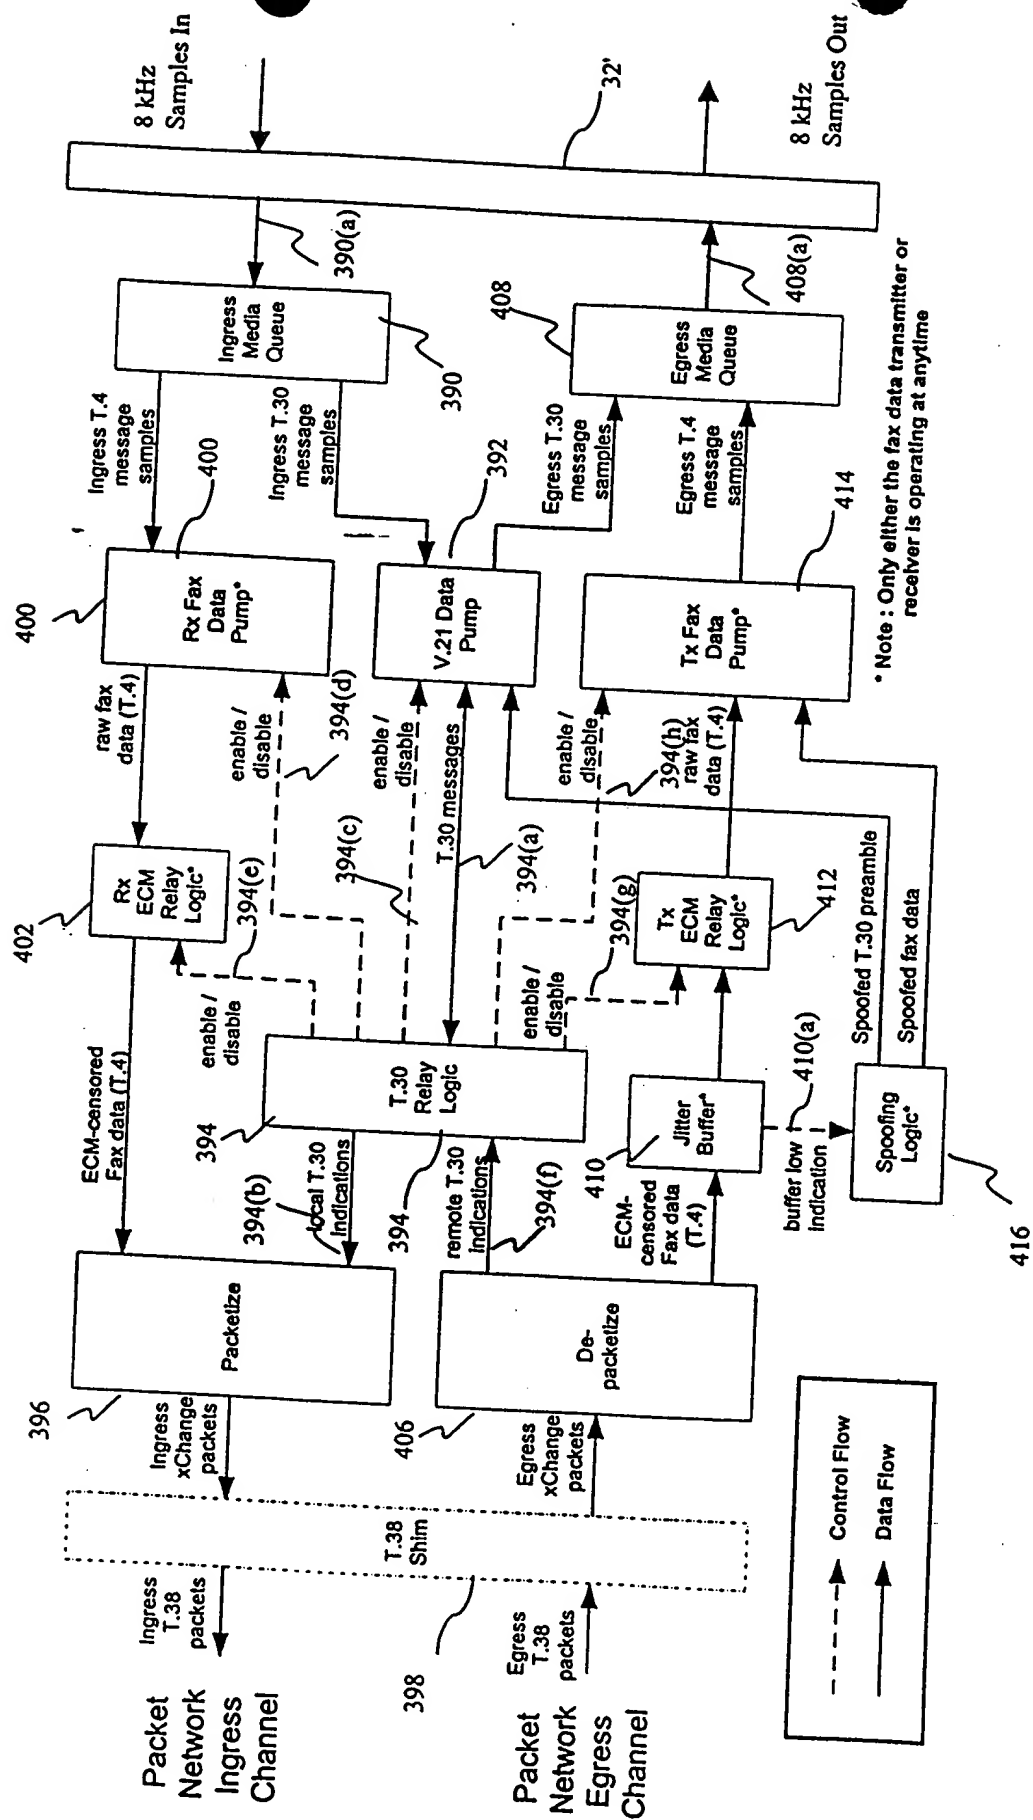 8 kHz
Samples In
32'
8 kHz
Samples Out
390(a)
Ingress
Media
Queue
390
408
Egress
Media
Queue
408(a)
Ingress T.4
message
samples
Ingress T.30
message
samples
400
392
Egress T.30
message
samples
Egress T.4
message
samples
414
* Note : Only either the fax data transmitter or
receiver is operating at anytime
400
Rx Fax
Data
Pump*
V.21 Data
Pump
Tx Fax
Data
Pump*
raw fax
data (T.4)
enable /
disable
394(d)
enable /
disable
T.30 messages
enable /
disable
394(h)
raw fax
data (T.4)
402
Rx
ECM
Relay
Logic*
394(e)
394(c)
394(a)
394(g)
Tx
ECM
Relay
Logic*
412
Spoofed T.30 preamble
Spoofed fax data
ECM-censored
Fax data (T.4)
enable /
disable
394
T.30
Relay
Logic
enable /
disable
410
Jitter
Buffer*
410(a)
buffer low
indication
Spoofing
Logic*
416
394(b)
local T.30
indications
394
remote T.30
indications
394(f)
ECM-
censored
Fax data
(T.4)
396
Packetize
406
De-
packetize
Ingress
xChange
packets
Egress
xChange
packets
T.38
Shim
398
Ingress
T.38
packets
Egress
T.38
packets
Packet
Network
Ingress
Channel
Packet
Network
Egress
Channel
Control Flow
Data Flow